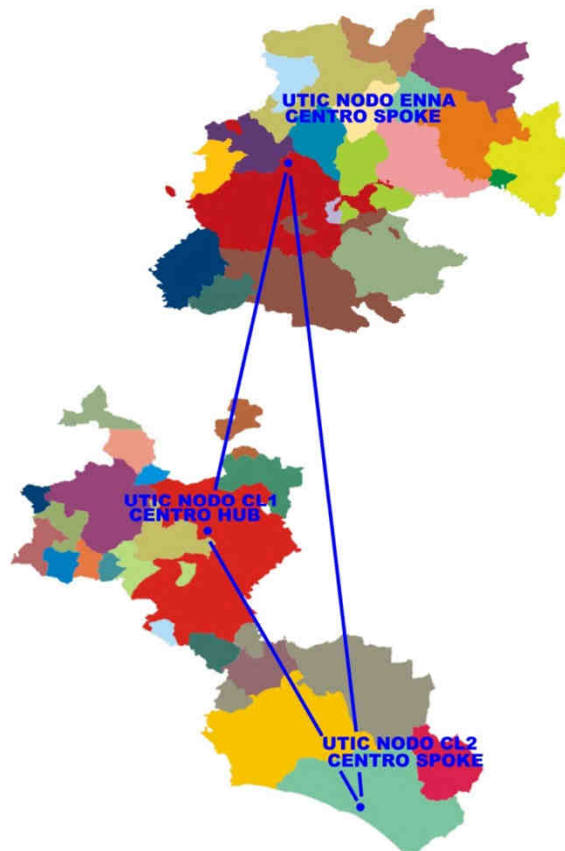 UTIC NODO ENNA
CENTRO SPOKE
UTIC NODO CL1
CENTRO HUB
UTIC NODO CL2
CENTRO SPOKE